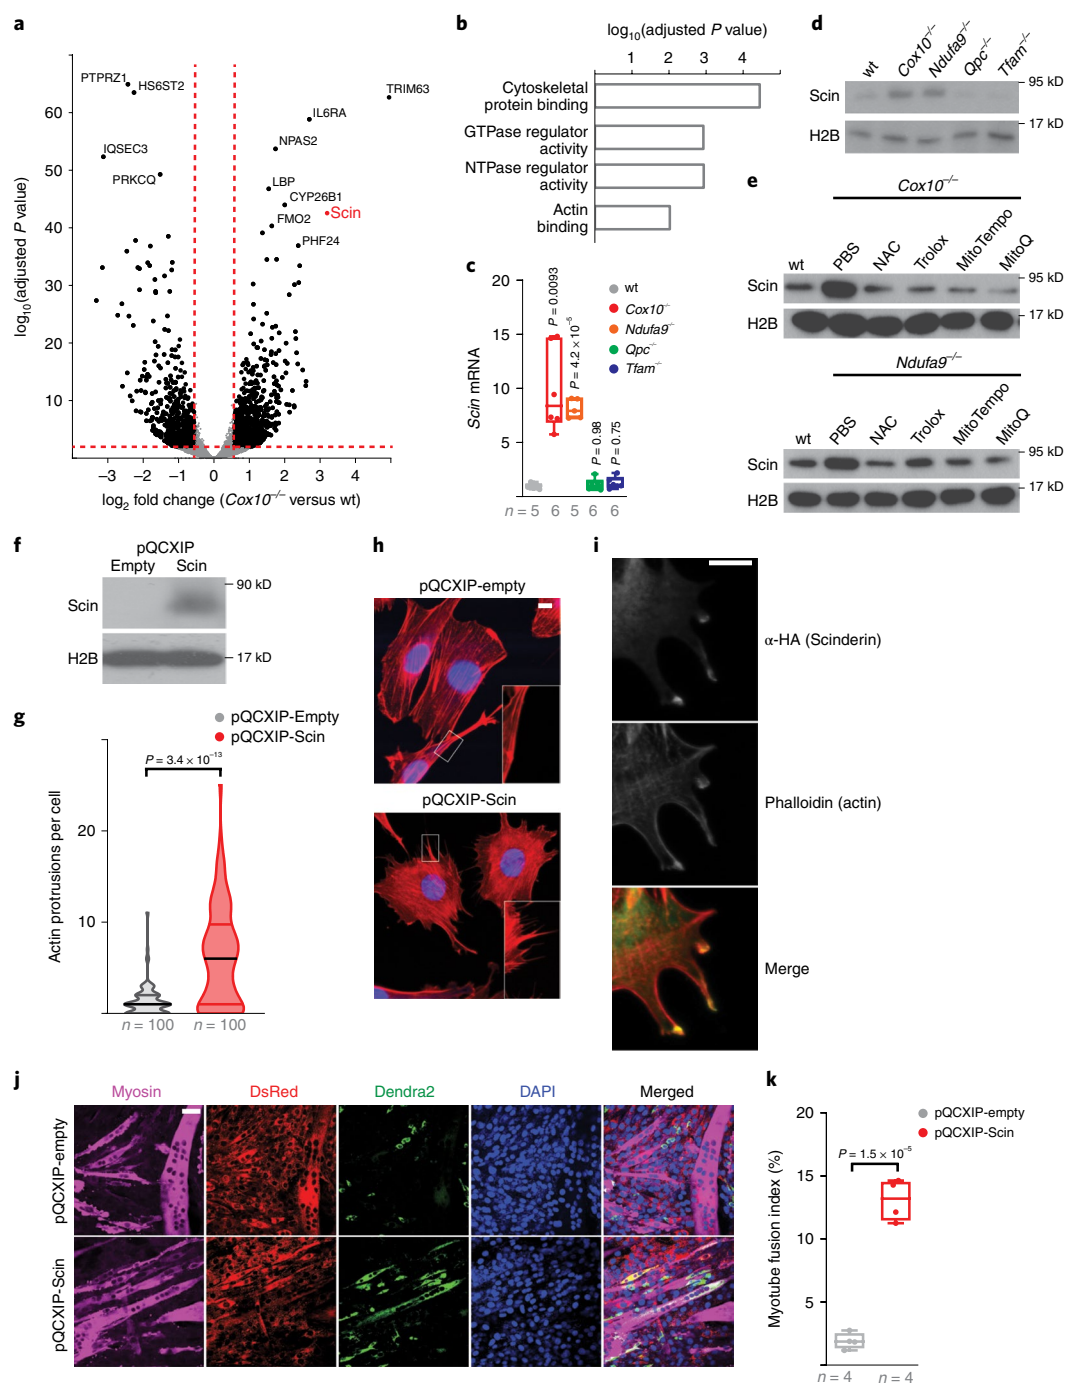 a
log10(adjusted P value)
60
50
40
30
20
10
−3
−2
−1
0
1
2
3
log2 fold change (Cox10−/− versus wt)
PTPRZ1
HS6ST2
TRIM63
IL6RA
NPAS2
IQSEC3
PRKCQ
LBP
CYP26B1
Scin
FMO2
PHF24
b
log10(adjusted P value)
1 2 3 4
Cytoskeletal
protein binding
GTPase regulator
activity
NTPase regulator
activity
Actin
binding
c
Scin mRNA
20
15
10
5
P = 0.0093
P = 4.2 × 10−5
P = 0.98
P = 0.75
wt
Cox10−/−
Ndufa9−/−
Qpc−/−
Tfam−/−
n = 5 6 5 6 6
d
wt Cox10−/− Ndufa9−/− Qpc−/− Tfam−/−
Scin
95 kD
17 kD
H2B
e
Cox10−/−
wt PBS NAC Trolox MitoTempo MitoQ
95 kD
Scin
17 kD
H2B
Ndufa9−/−
wt PBS NAC Trolox MitoTempo MitoQ
95 kD
Scin
17 kD
H2B
f
pQCXIP
Empty Scin
90 kD
Scin
H2B
17 kD
g
pQCXIP-Empty
pQCXIP-Scin
P = 3.4 × 10−13
Actin protrusions per cell
20
10
n = 100 n = 100
h
pQCXIP-empty
pQCXIP-Scin
i
α-HA (Scinderin)
Phalloidin (actin)
Merge
j
Myosin DsRed Dendra2 DAPI Merged
pQCXIP-empty
pQCXIP-Scin
k
pQCXIP-empty
pQCXIP-Scin
P = 1.5 × 10−5
Myotube fusion index (%)
20
15
10
5
n = 4 n = 4